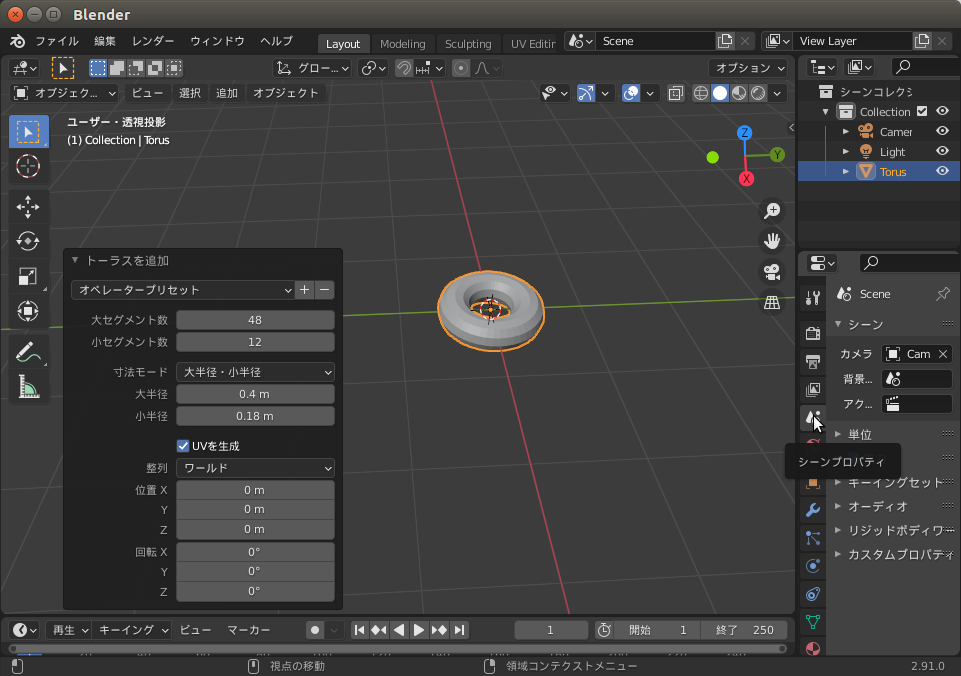 Blender
ファイル 編集 レンダー ウィンドウ ヘルプ Layout Modeling Sculpting UV Editin Scene View Layer
グロー... オプション
オブジェク... ビュー 選択 追加 オブジェクト
シーンコレクシ
Collection
Camer
Light
Torus
ユーザー・透視投影
(1) Collection | Torus
Z
Y
X
トーラスを追加
オペレータープリセット + −
大セグメント数 48
小セグメント数 12
寸法モード 大半径・小半径
大半径 0.4 m
小半径 0.18 m
UVを生成
整列 ワールド
位置 X 0 m
Y 0 m
Z 0 m
回転 X 0°
Y 0°
Z 0°
Scene
シーン
カメラ Cam
背景...
アク...
単位
シーンプロパティ
キーイングセット
オーディオ
リジッドボディワー
カスタムプロパティ
再生 キーイング ビュー マーカー 1 開始 1 終了 250
視点の移動 領域コンテクストメニュー 2.91.0